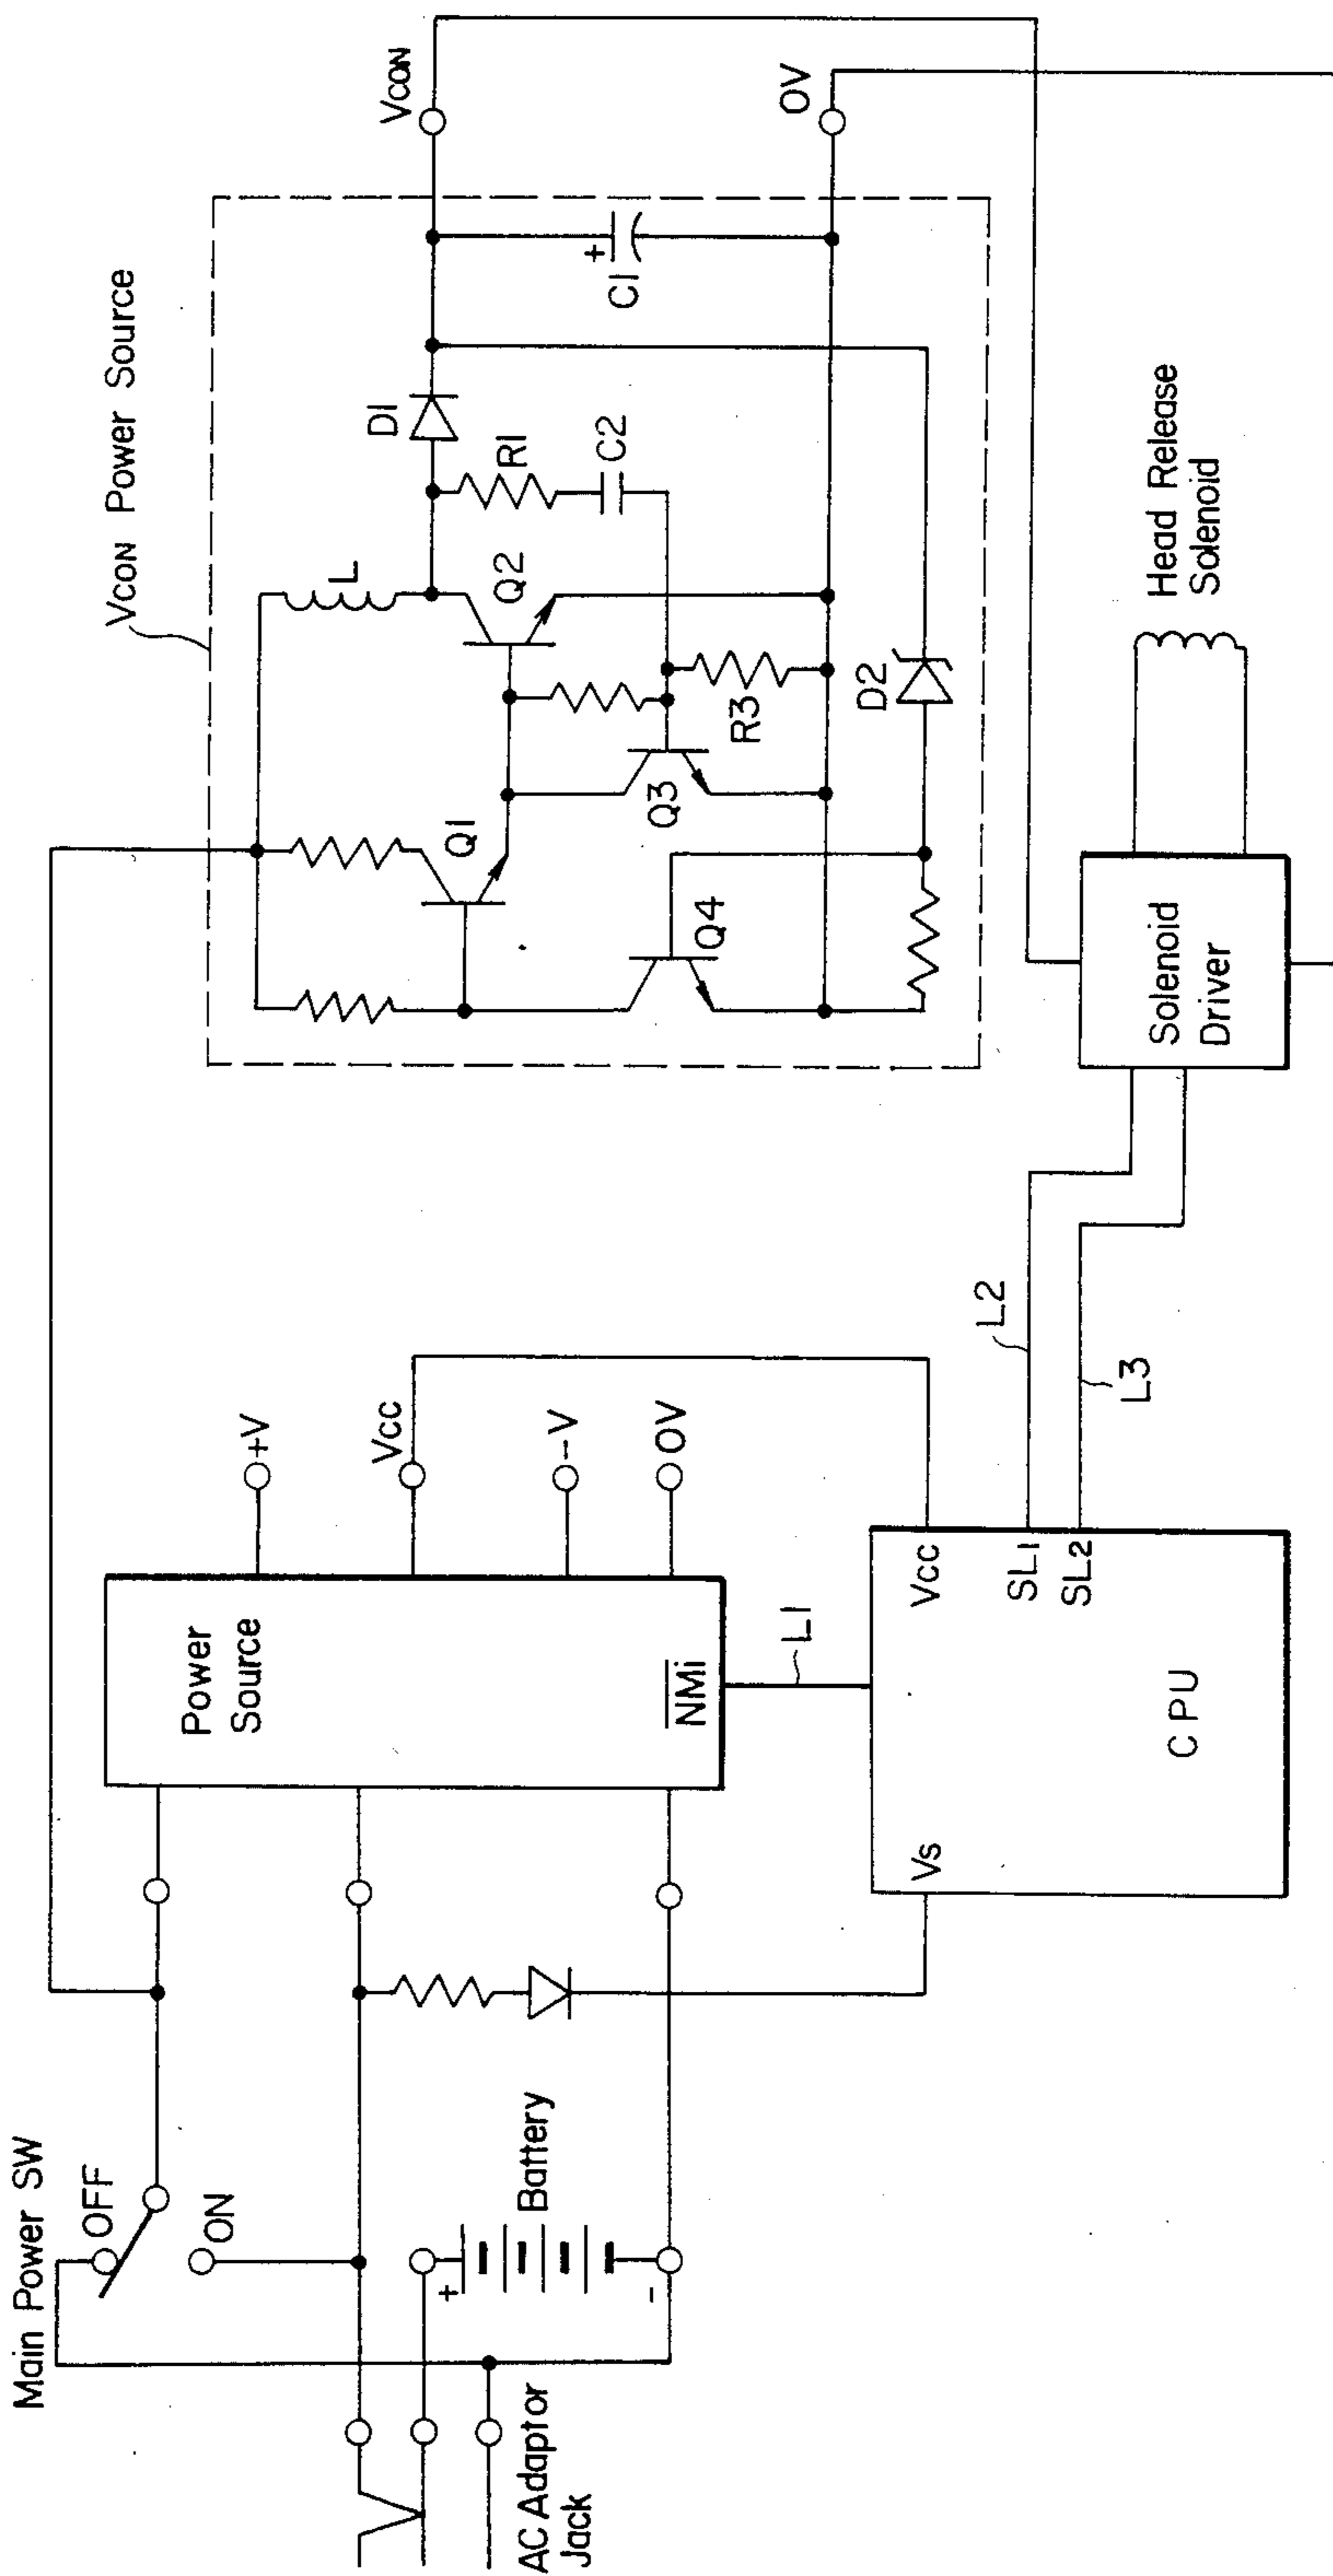 Main Power SW
OFF
ON
AC Adaptor
Jack
+
Battery
-
Power
Source
NMi
+V
Vcc
-V
OV
L1
Vs
Vcc
SL1
SL2
CPU
L2
L3
VCON Power Source
L
Q1
Q2
Q3
Q4
R3
D1
R1
C2
D2
+
C1
VCON
OV
Solenoid
Driver
Head Release
Solenoid